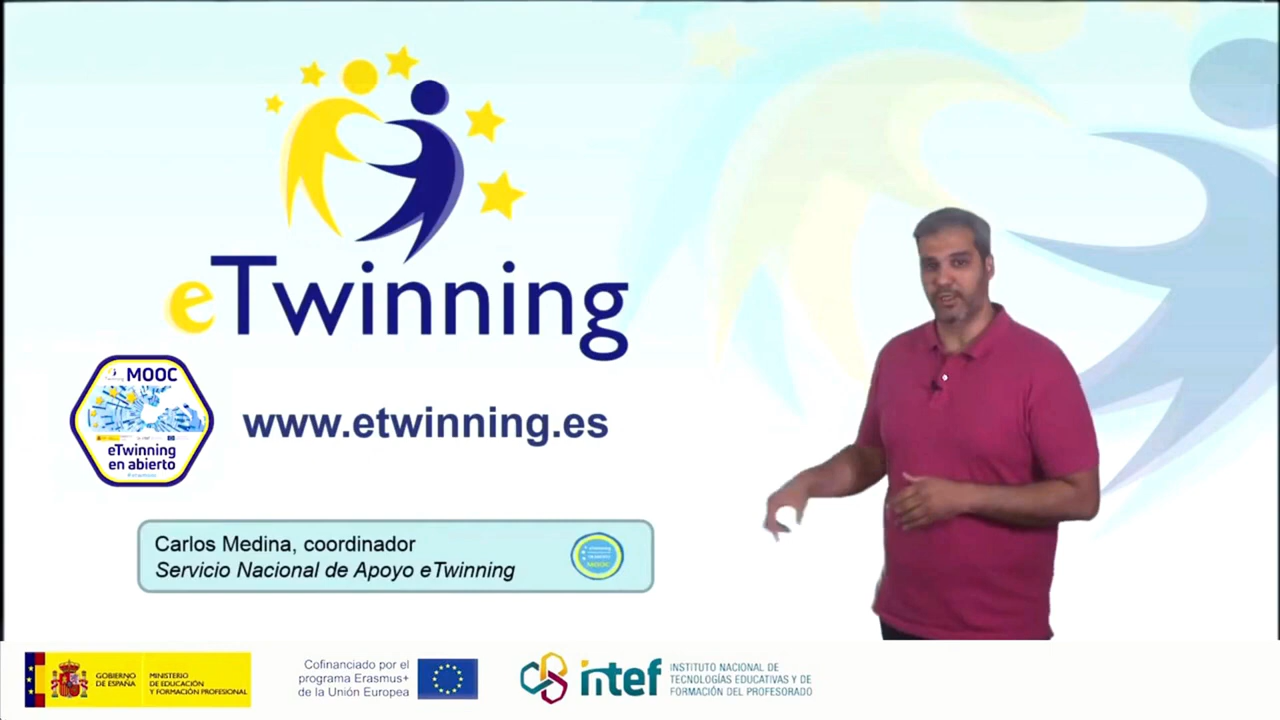 eTwinning
MOOC
eTwinning
en abierto
www.etwinning.es
Carlos Medina, coordinador
Servicio Nacional de Apoyo eTwinning
MOOC
GOBIERNO
DE ESPAÑA
MINISTERIO
DE EDUCACIÓN
Y FORMACIÓN PROFESIONAL
Cofinanciado por el
programa Erasmus+
de la Unión Europea
intef
INSTITUTO NACIONAL DE
TECNOLOGÍAS EDUCATIVAS Y DE
FORMACIÓN DEL PROFESORADO